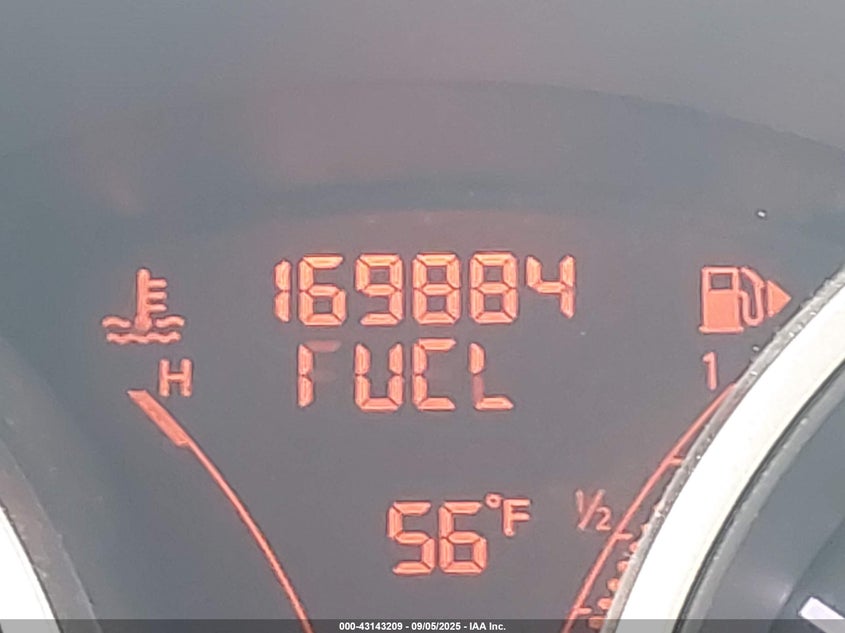 169884
H
FUEL
1
56°F
1/2
000-43143209 - 09/05/2025 - IAA Inc.